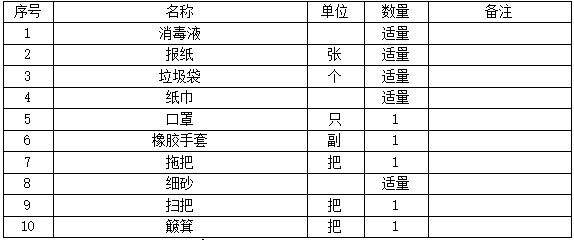 序号 名称 单位 数量 备注
1 消毒液 适量
2 报纸 张 适量
3 垃圾袋 个 适量
4 纸巾 适量
5 口罩 只 1
6 橡胶手套 副 1
7 拖把 把 1
8 细砂 适量
9 扫把 把 1
10 簸箕 把 1